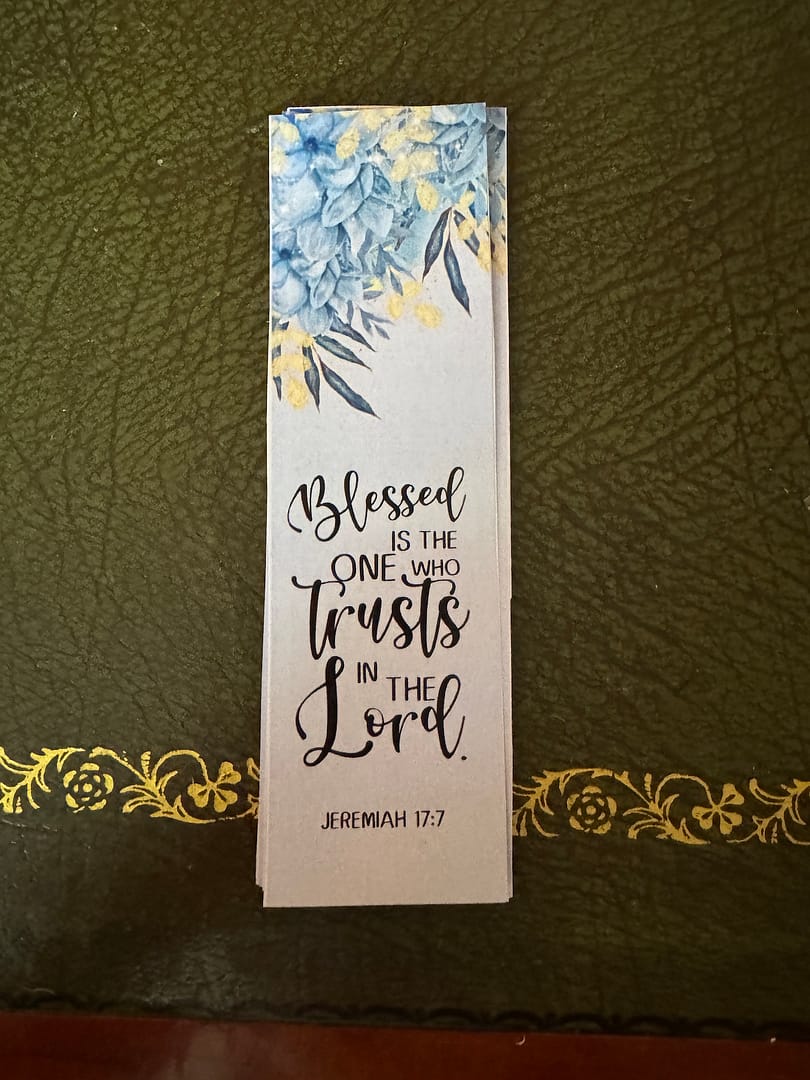 Blessed
IS THE
ONE WHO
trusts
IN THE
Lord.
JEREMIAH 17:7